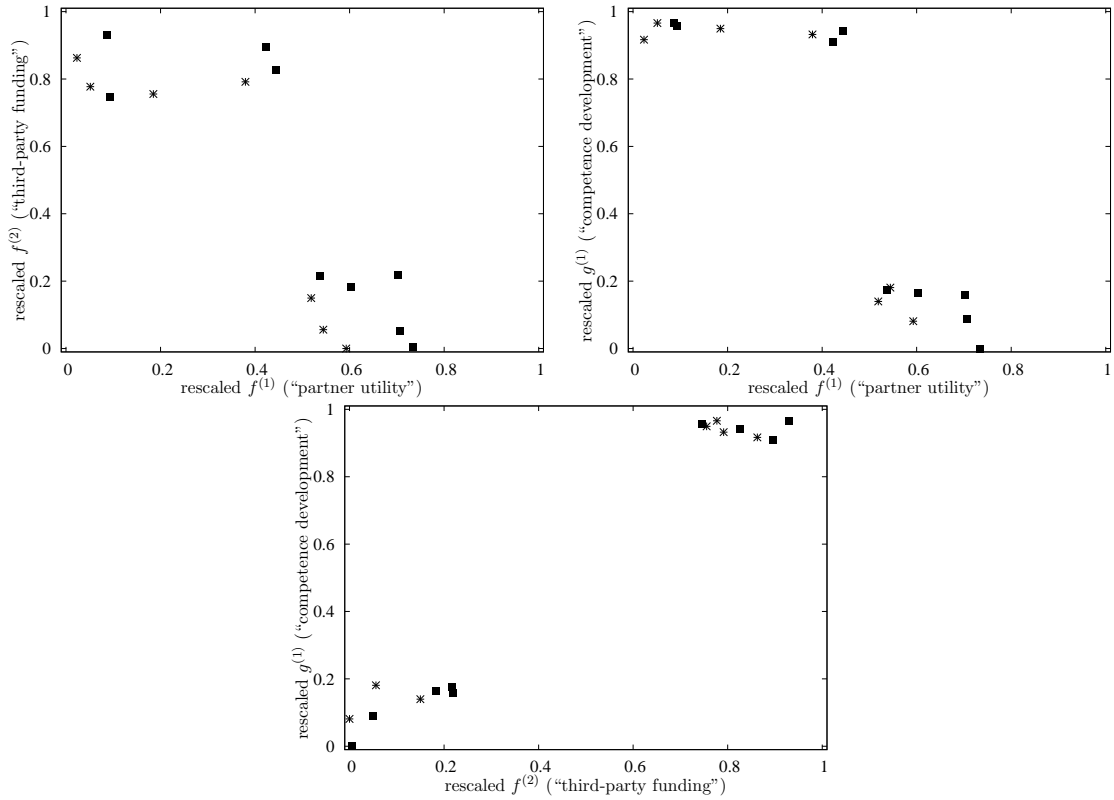 1
0.8
0.6
0.4
0.2
0
rescaled f^(2) (“third-party funding”)
0 0.2 0.4 0.6 0.8 1
rescaled f^(1) (“partner utility”)
1
0.8
0.6
0.4
0.2
0
rescaled g^(1) (“competence development”)
0 0.2 0.4 0.6 0.8 1
rescaled f^(1) (“partner utility”)
1
0.8
0.6
0.4
0.2
0
rescaled g^(1) (“competence development”)
0 0.2 0.4 0.6 0.8 1
rescaled f^(2) (“third-party funding”)